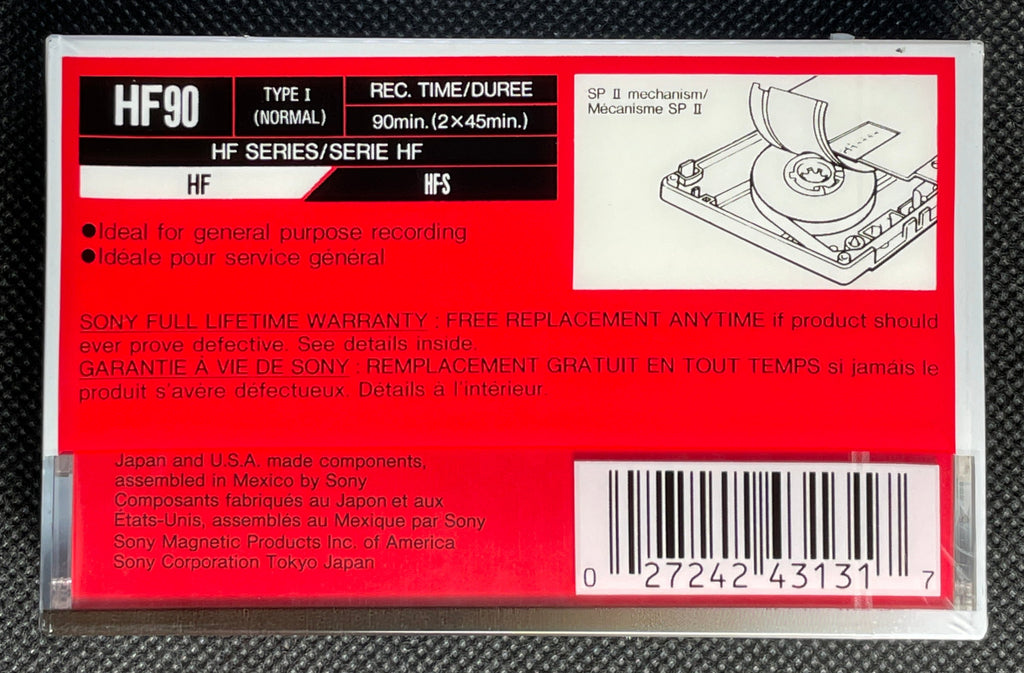 HF90
TYPE I
(NORMAL)
REC. TIME/DUREE
90min. (2×45min.)
HF SERIES/SERIE HF
HF
HF-S
●Ideal for general purpose recording
●Idéale pour service général
SP II mechanism/
Mécanisme SP II
SONY FULL LIFETIME WARRANTY : FREE REPLACEMENT ANYTIME if product should
ever prove defective. See details inside.
GARANTIE À VIE DE SONY : REMPLACEMENT GRATUIT EN TOUT TEMPS si jamais le
produit s'avère défectueux. Détails à l'intérieur.
Japan and U.S.A. made components,
assembled in Mexico by Sony
Composants fabriqués au Japon et aux
États-Unis, assembles au Mexique par Sony
Sony Magnetic Products Inc. of America
Sony Corporation Tokyo Japan
0 27242 43131 7